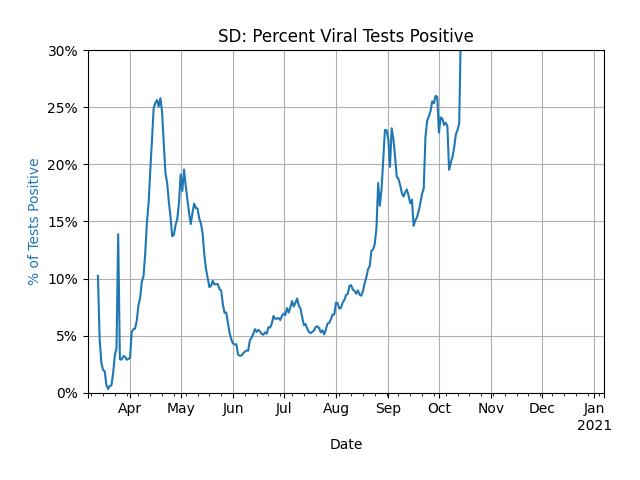 SD: Percent Viral Tests Positive
30%
25%
20%
15%
10%
5%
0%
% of Tests Positive
Apr May Jun Jul Aug Sep Oct Nov Dec Jan
2021
Date